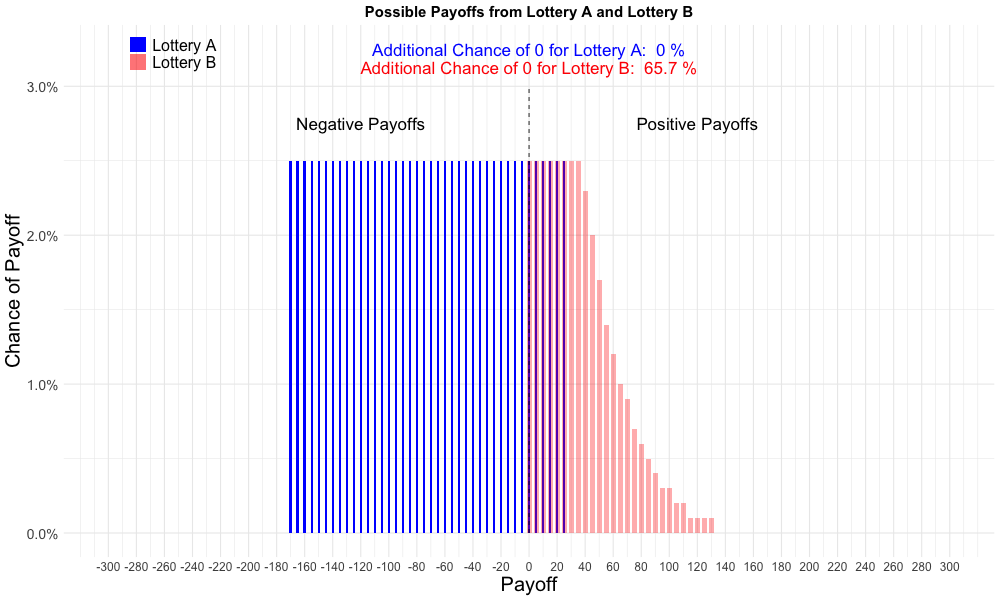 Possible Payoffs from Lottery A and Lottery B
Lottery A
Lottery B
Additional Chance of 0 for Lottery A:  0 %
Additional Chance of 0 for Lottery B:  65.7 %
Negative Payoffs
Positive Payoffs
Chance of Payoff
3.0%
2.0%
1.0%
0.0%
-300 -280 -260 -240 -220 -200 -180 -160 -140 -120 -100 -80 -60 -40 -20 0 20 40 60 80 100 120 140 160 180 200 220 240 260 280 300
Payoff